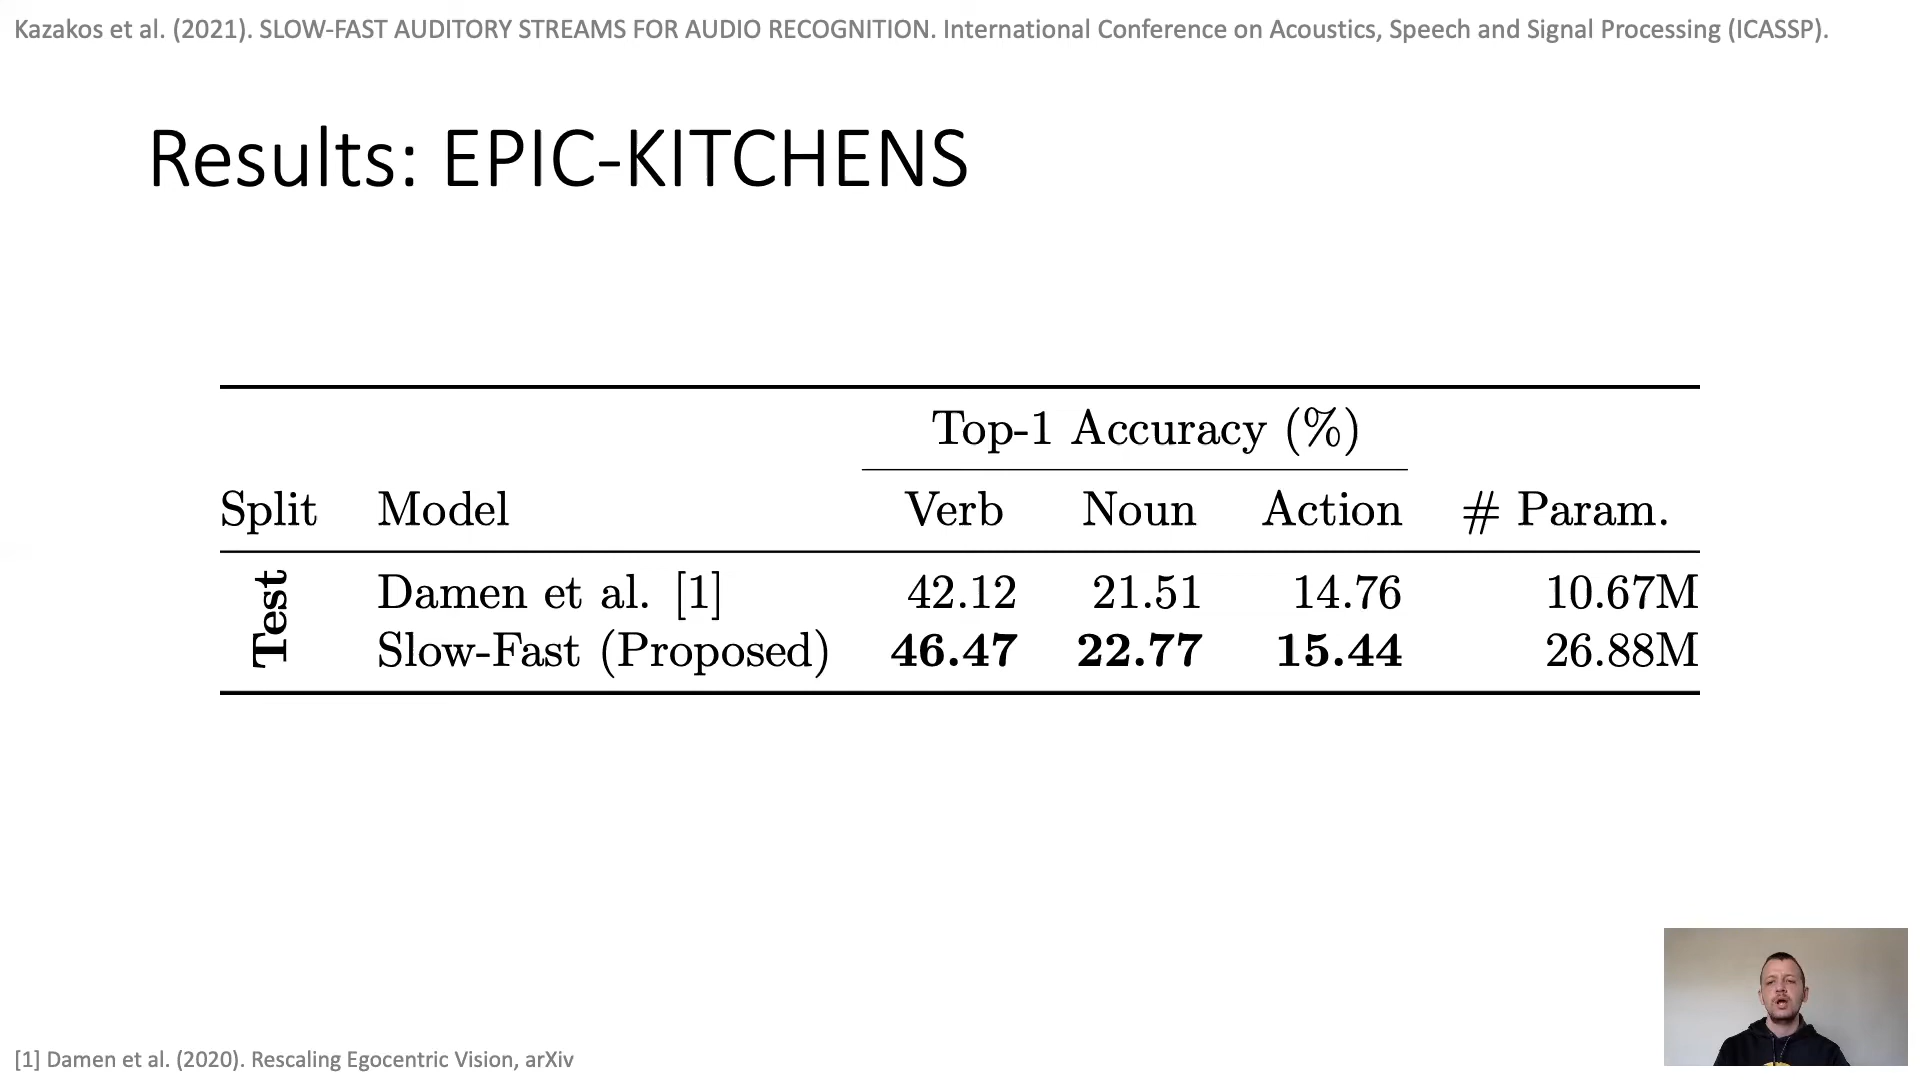 Kazakos et al. (2021). SLOW-FAST AUDITORY STREAMS FOR AUDIO RECOGNITION. International Conference on Acoustics, Speech and Signal Processing (ICASSP).
Results: EPIC-KITCHENS
Top-1 Accuracy (%)
Split Model Verb Noun Action # Param.
Test
Damen et al. [1] 42.12 21.51 14.76 10.67M
Slow-Fast (Proposed) 46.47 22.77 15.44 26.88M
[1] Damen et al. (2020). Rescaling Egocentric Vision, arXiv